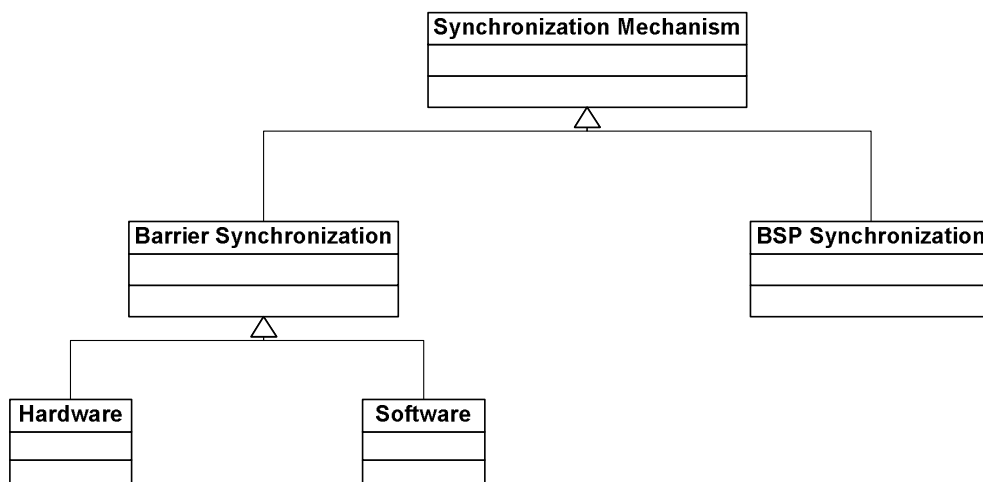 Synchronization Mechanism
Barrier Synchronization
BSP Synchronization
Hardware
Software